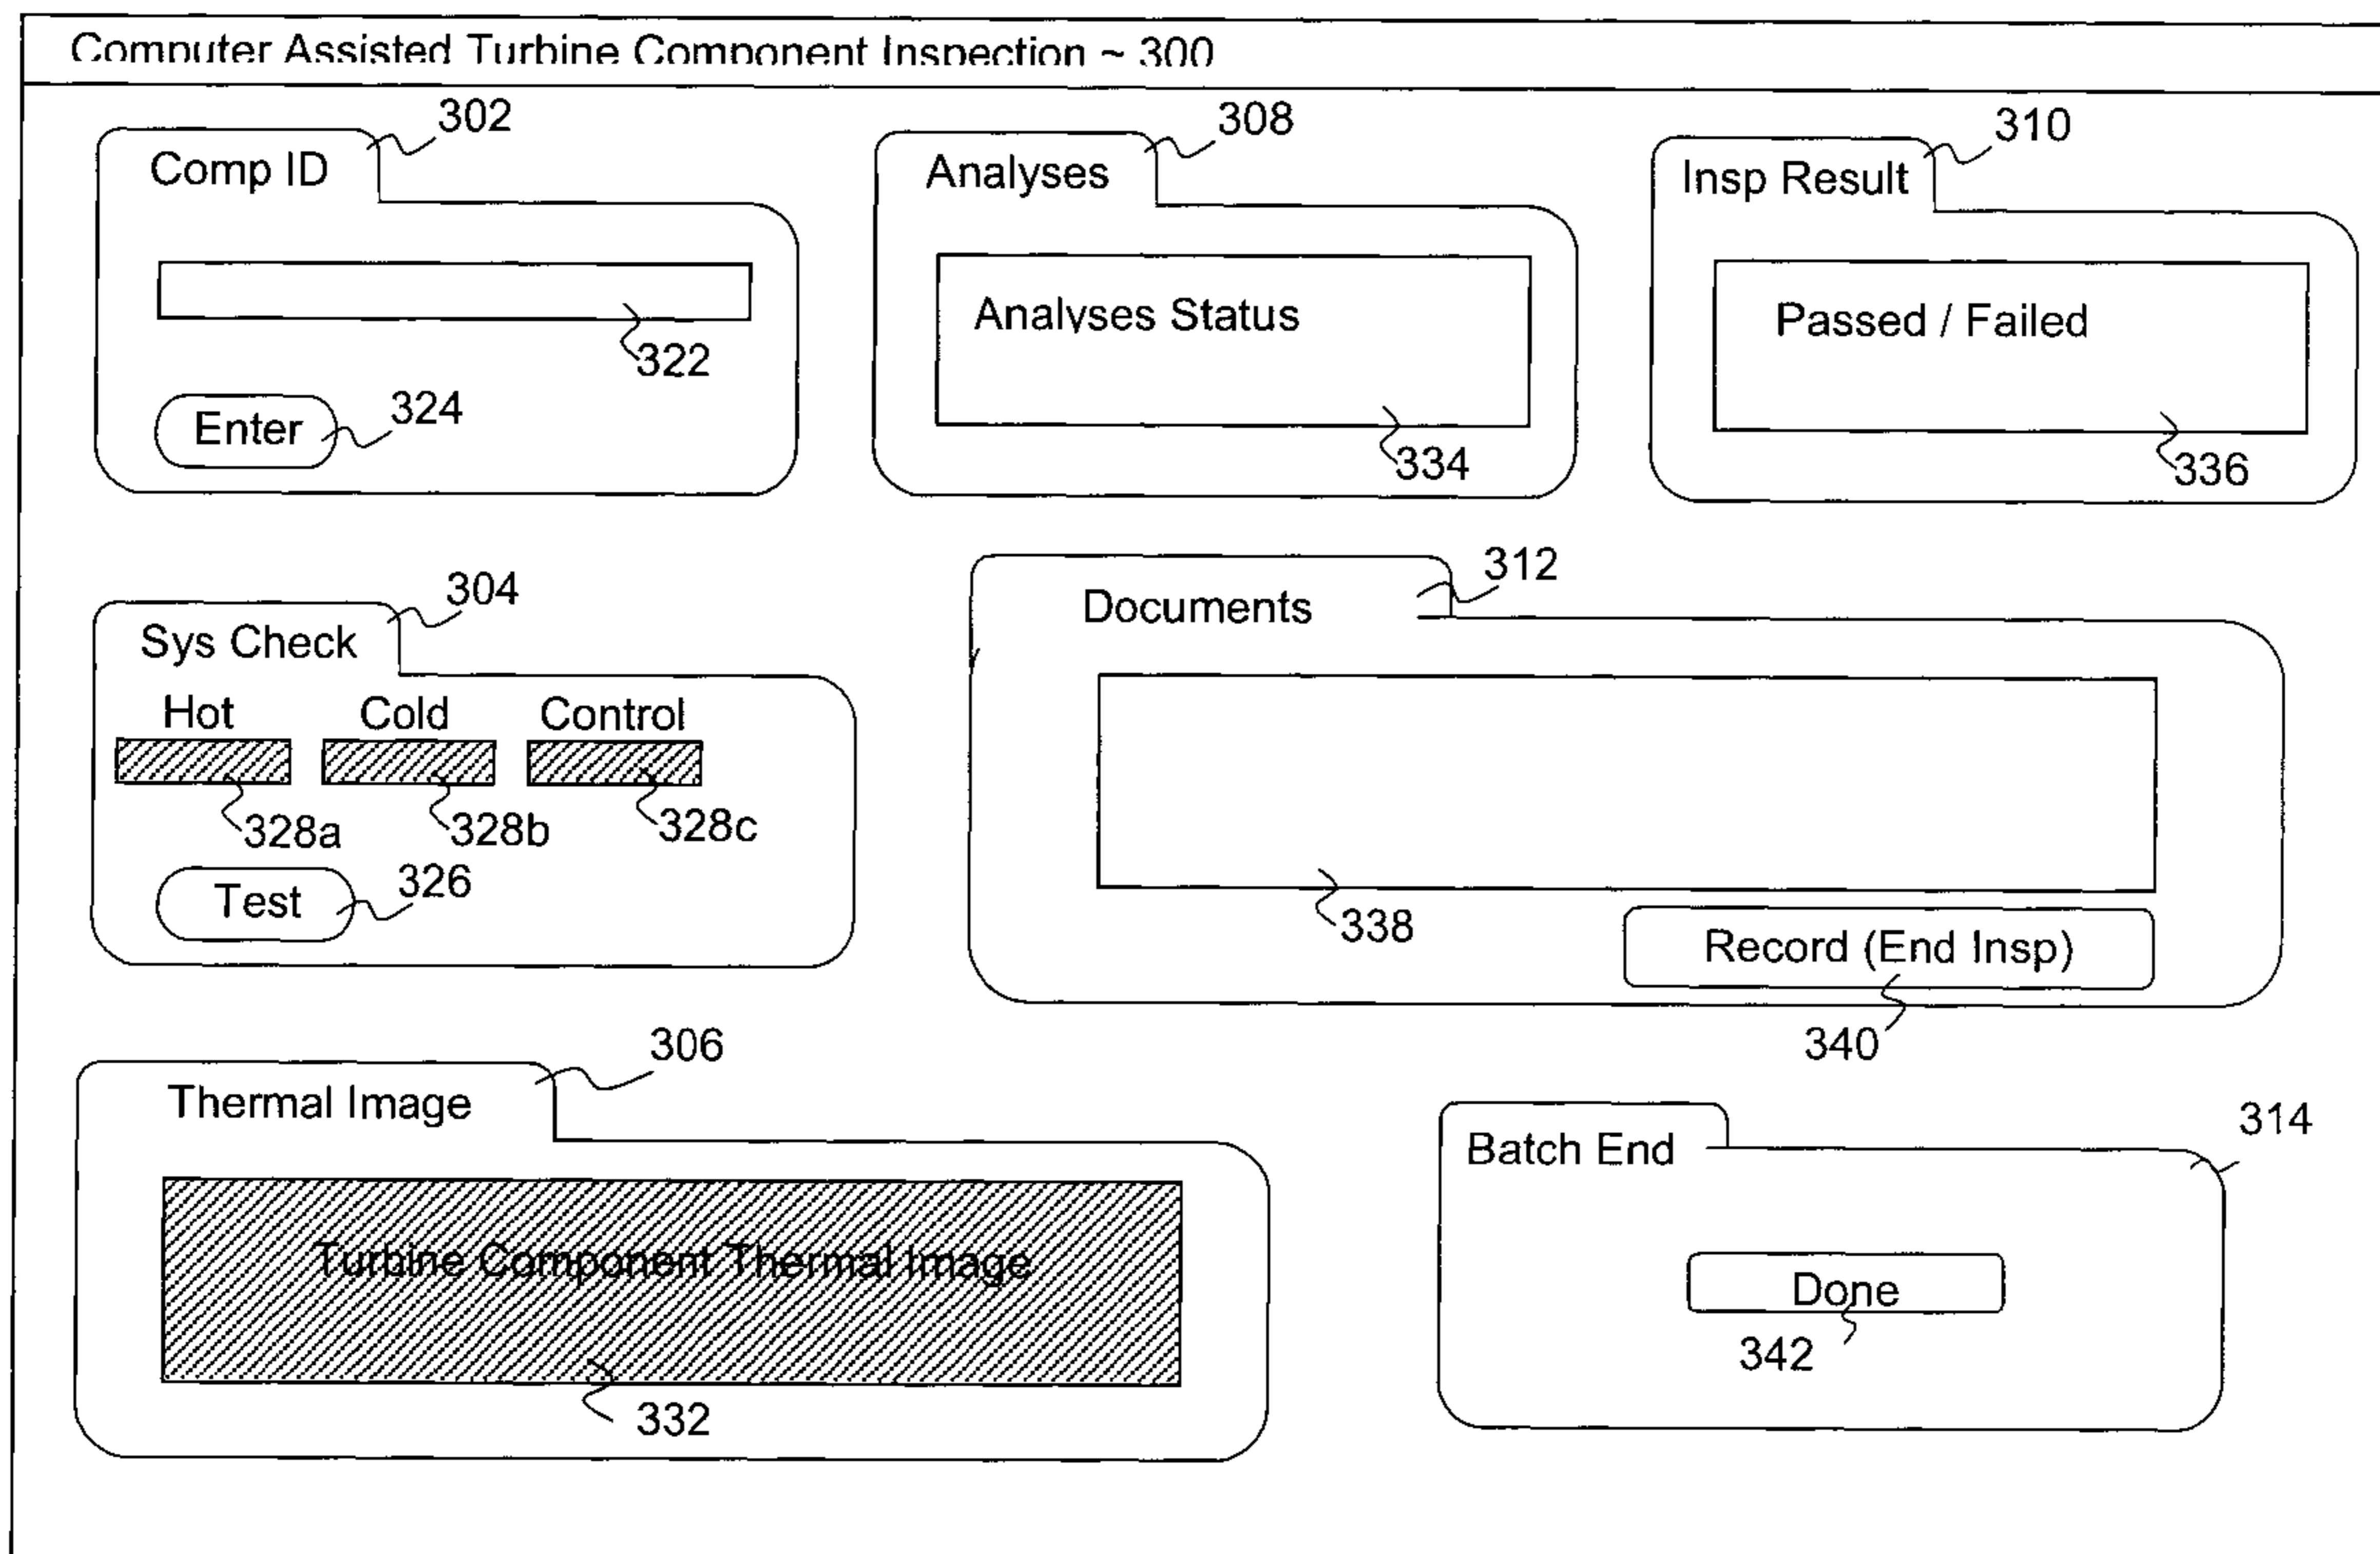 Computer Assisted Turbine Component Inspection ~ 300
302
Comp ID
322
Enter
324
308
Analyses
Analyses Status
334
310
Insp Result
Passed / Failed
336
304
Sys Check
Hot Cold Control
328a 328b 328c
Test
326
312
Documents
338
Record (End Insp)
340
306
Thermal Image
Turbine Component Thermal Image
332
314
Batch End
Done
342